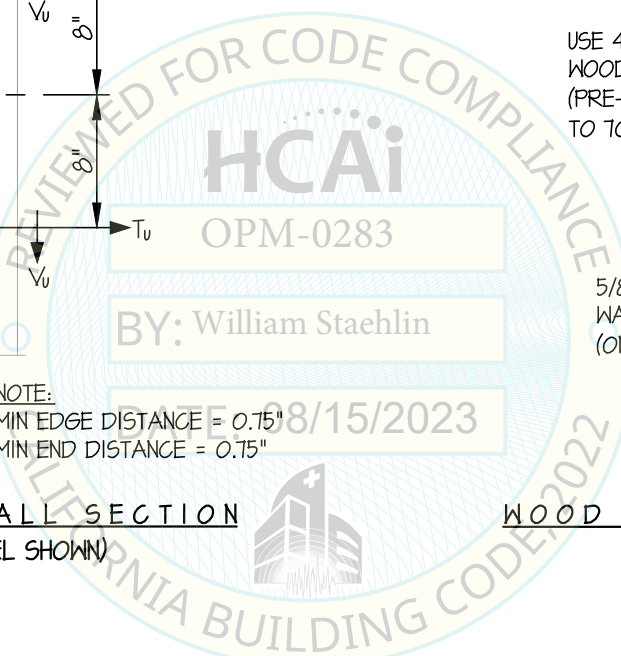 Vu
8"
8"
Tu
Vu
USE 4
WOOD
(PRE-
TO 70
5/8
WA
(OR
REVIEWED FOR CODE COMPLIANCE
HCAi
OPM-0283
BY: William Staehlin
DATE: 08/15/2023
CALIFORNIA BUILDING CODE, 2022
NOTE:
MIN EDGE DISTANCE = 0.75"
MIN END DISTANCE = 0.75"
ALL SECTION
EL SHOWN)
WOOD